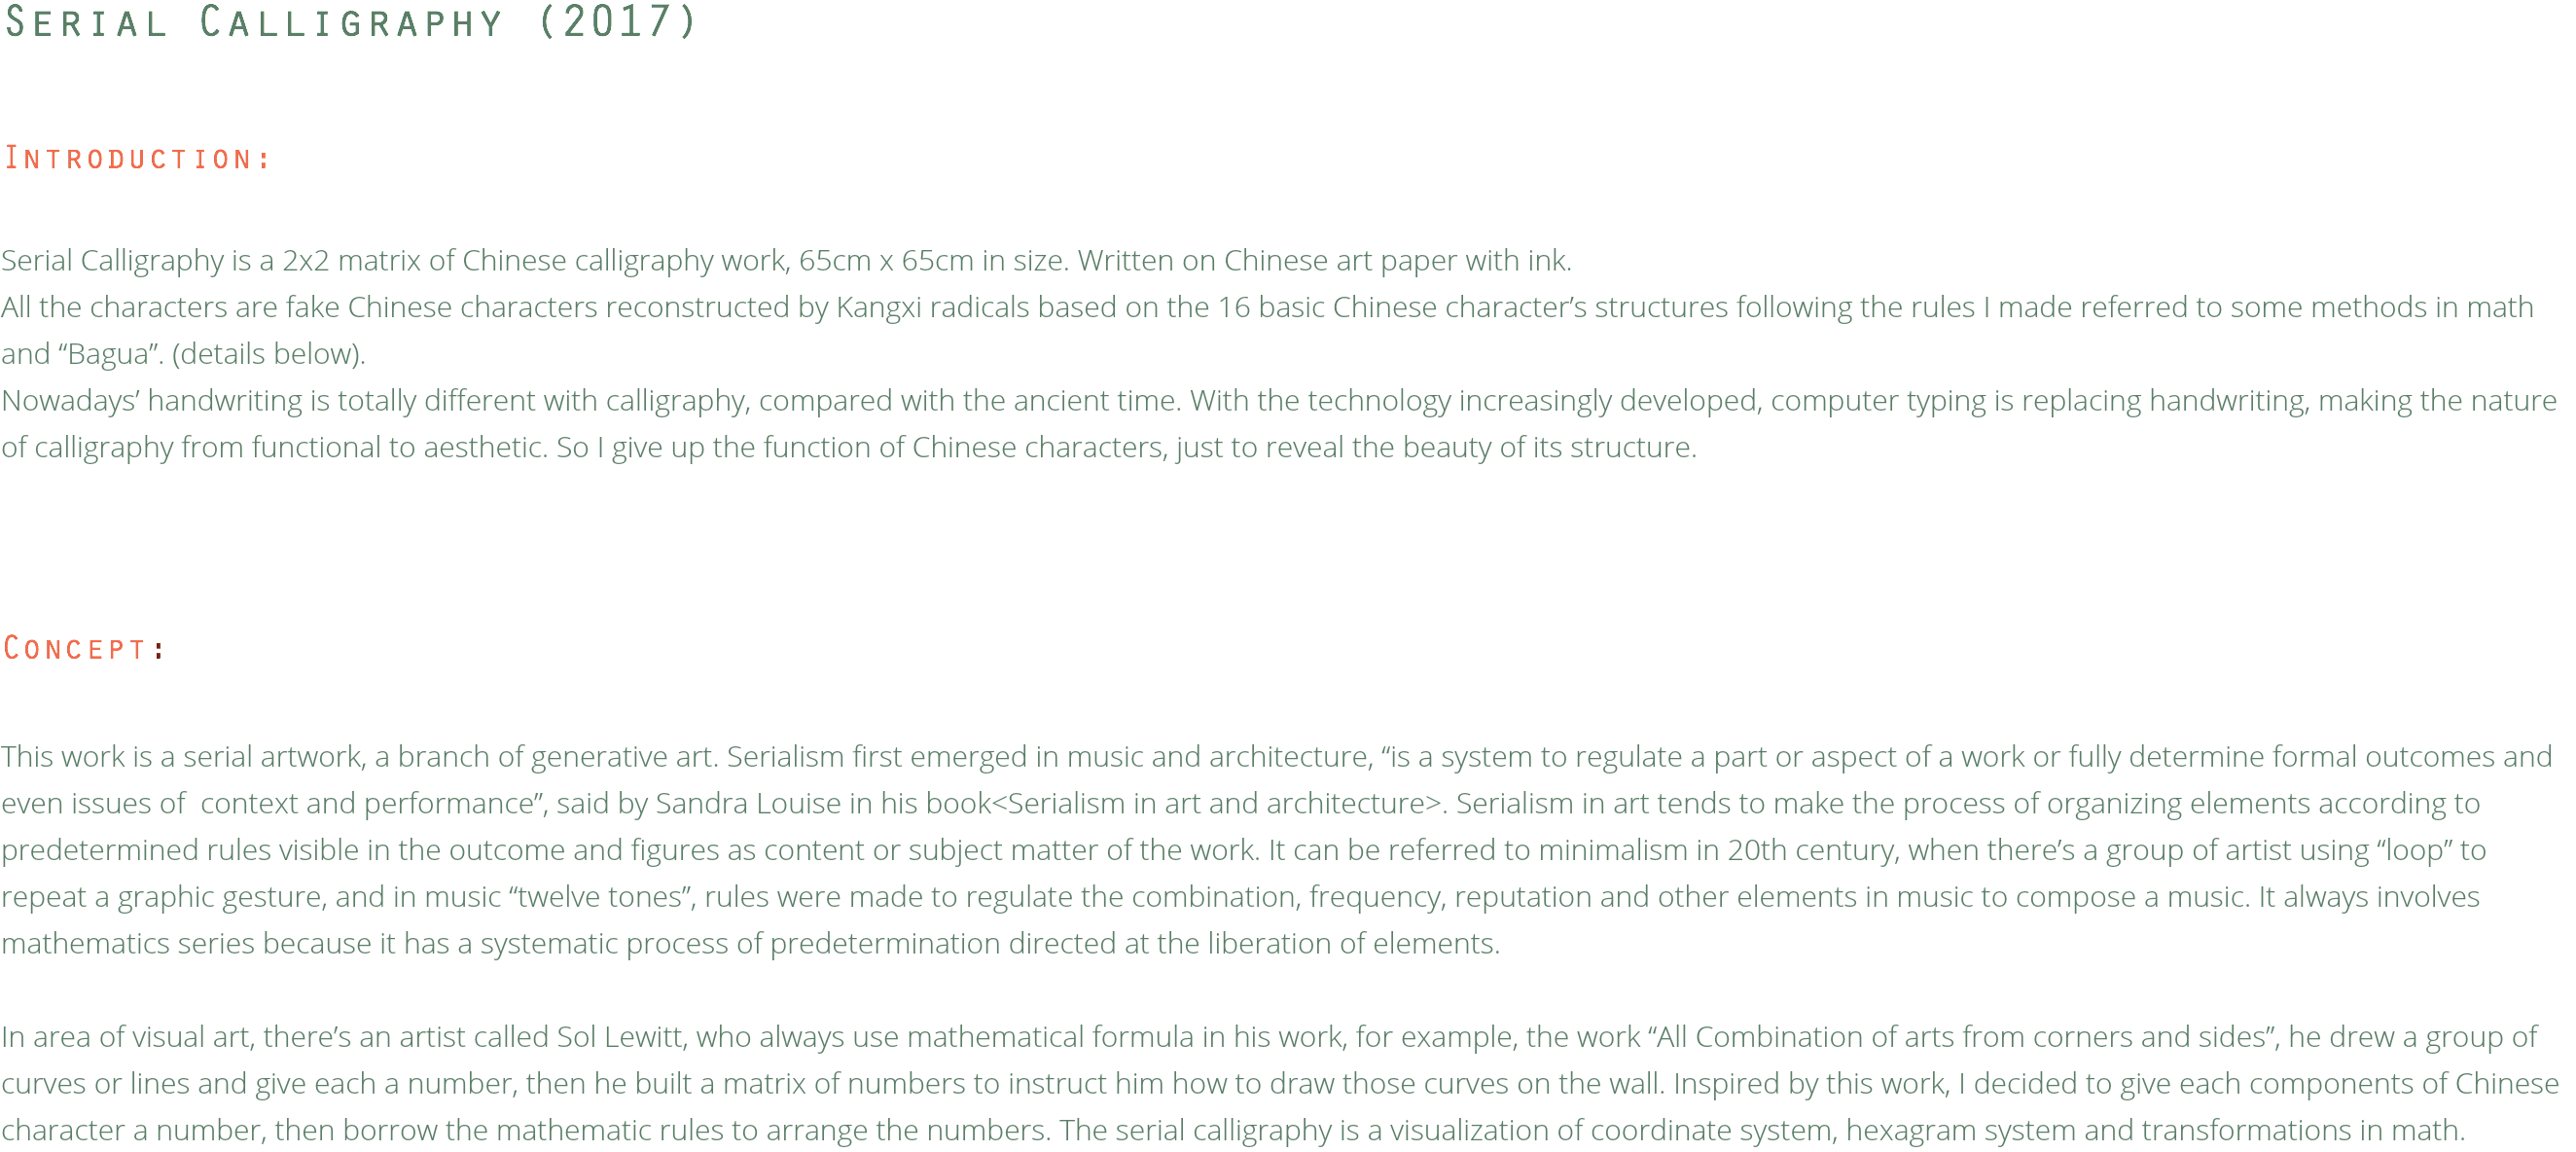 Serial Calligraphy (2017)
Introduction:
Serial Calligraphy is a 2x2 matrix of Chinese calligraphy work, 65cm x 65cm in size. Written on Chinese art paper with ink.
All the characters are fake Chinese characters reconstructed by Kangxi radicals based on the 16 basic Chinese character’s structures following the rules I made referred to some methods in math
and “Bagua”. (details below).
Nowadays’ handwriting is totally different with calligraphy, compared with the ancient time. With the technology increasingly developed, computer typing is replacing handwriting, making the nature
of calligraphy from functional to aesthetic. So I give up the function of Chinese characters, just to reveal the beauty of its structure.
Concept:
This work is a serial artwork, a branch of generative art. Serialism first emerged in music and architecture, “is a system to regulate a part or aspect of a work or fully determine formal outcomes and
even issues of  context and performance”, said by Sandra Louise in his book<Serialism in art and architecture>. Serialism in art tends to make the process of organizing elements according to
predetermined rules visible in the outcome and figures as content or subject matter of the work. It can be referred to minimalism in 20th century, when there’s a group of artist using “loop” to
repeat a graphic gesture, and in music “twelve tones”, rules were made to regulate the combination, frequency, reputation and other elements in music to compose a music. It always involves
mathematics series because it has a systematic process of predetermination directed at the liberation of elements.
In area of visual art, there’s an artist called Sol Lewitt, who always use mathematical formula in his work, for example, the work “All Combination of arts from corners and sides”, he drew a group of
curves or lines and give each a number, then he built a matrix of numbers to instruct him how to draw those curves on the wall. Inspired by this work, I decided to give each components of Chinese
character a number, then borrow the mathematic rules to arrange the numbers. The serial calligraphy is a visualization of coordinate system, hexagram system and transformations in math.